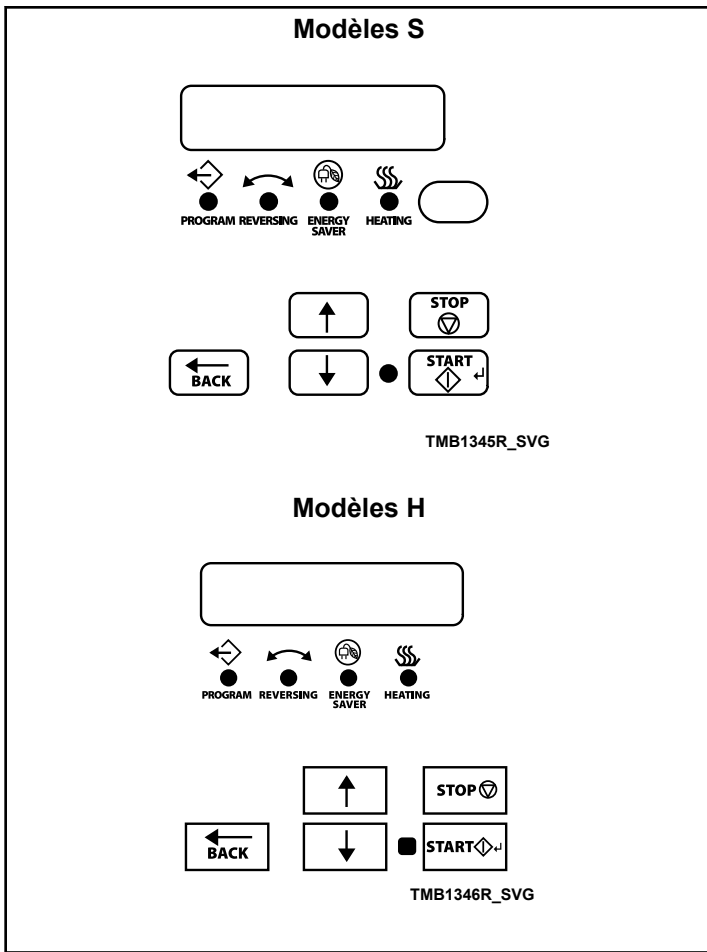 Modèles S
PROGRAM REVERSING ENERGY SAVER HEATING
STOP
BACK
START
TMB1345R_SVG
Modèles H
PROGRAM REVERSING ENERGY SAVER HEATING
STOP
BACK
START
TMB1346R_SVG